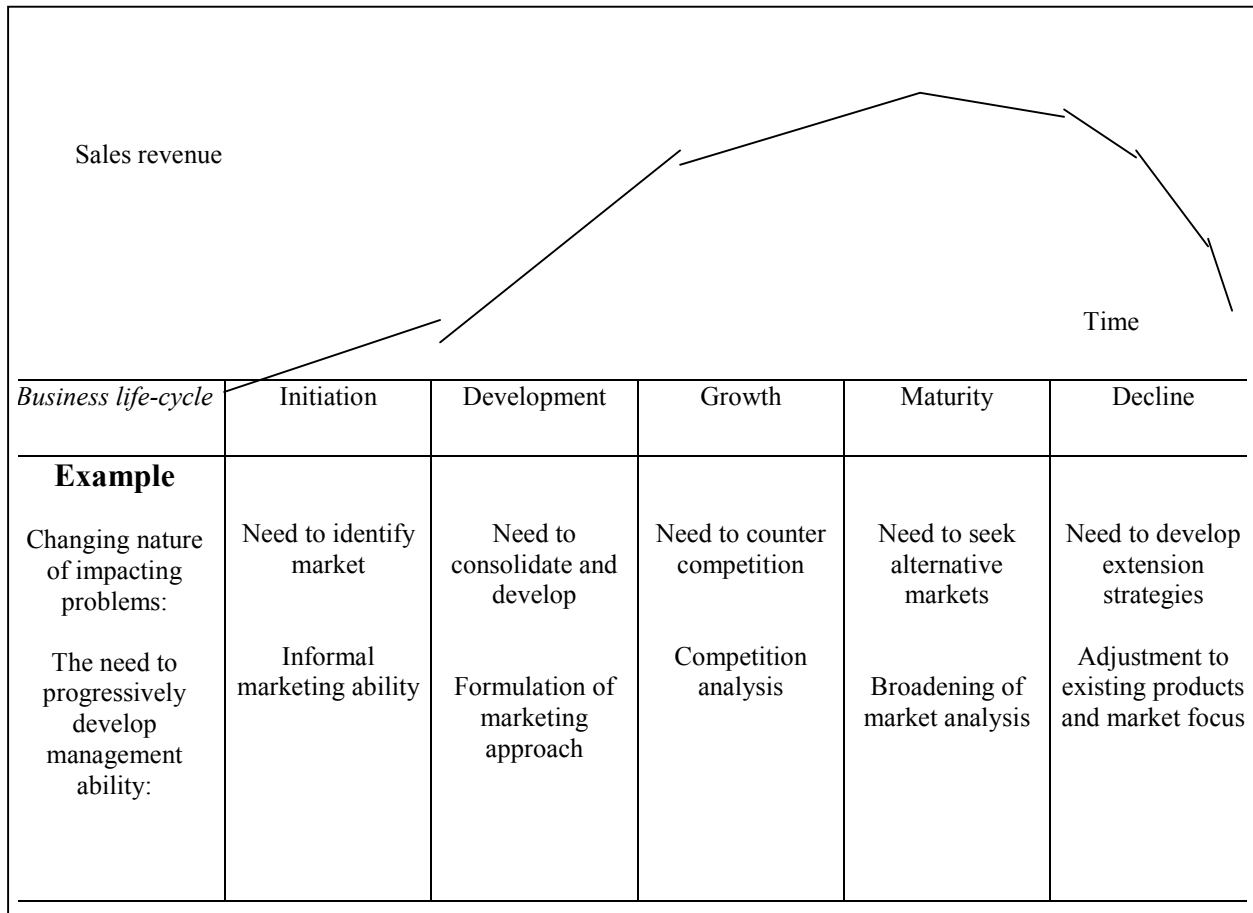 Sales revenue
Time
Business life-cycle
Initiation
Development
Growth
Maturity
Decline
Example
Changing nature
of impacting
problems:
Need to identify
market
Need to
consolidate and
develop
Need to counter
competition
Need to seek
alternative
markets
Need to develop
extension
strategies
The need to
progressively
develop
management
ability:
Informal
marketing ability
Formulation of
marketing
approach
Competition
analysis
Broadening of
market analysis
Adjustment to
existing products
and market focus